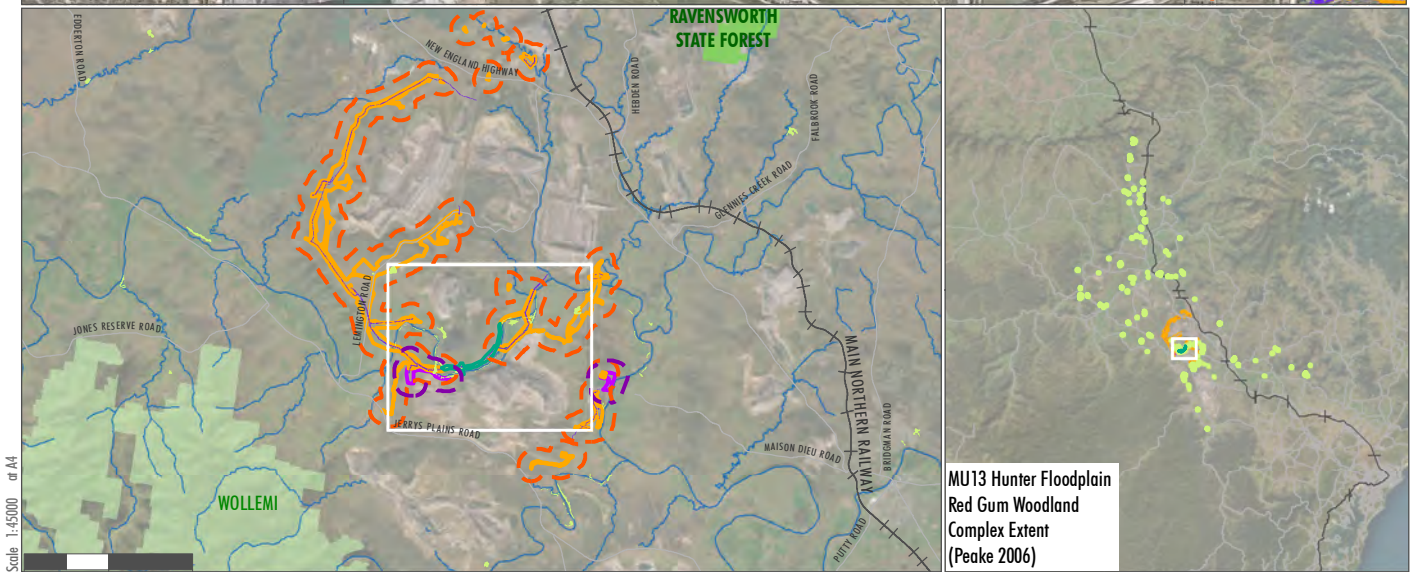 EDDERTON ROAD
NEW ENGLAND HIGHWAY
RAVENSWORTH
STATE FOREST
HEBDEN ROAD
FALBROOK ROAD
GLENNIES CREEK ROAD
LEMINGTON ROAD
JONES RESERVE ROAD
JERRYS PLAINS ROAD
MAISON DIEU ROAD
MAIN NORTHERN RAILWAY
BRIDGMAN ROAD
PUTTY ROAD
WOLLEMI
Scale 1:45000 at A4
MU13 Hunter Floodplain
Red Gum Woodland
Complex Extent
(Peake 2006)